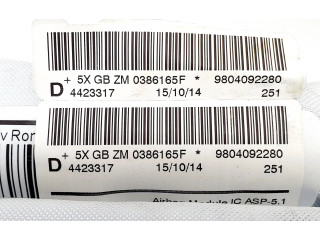 + 5X GB ZM 0386165F * 9804092280
D 4423317 15/10/14 251
v Ron
+ 5X GB ZM 0386165F * 9804092280
D 4423317 15/10/14 251
Airbag Module IC ASP-5.1